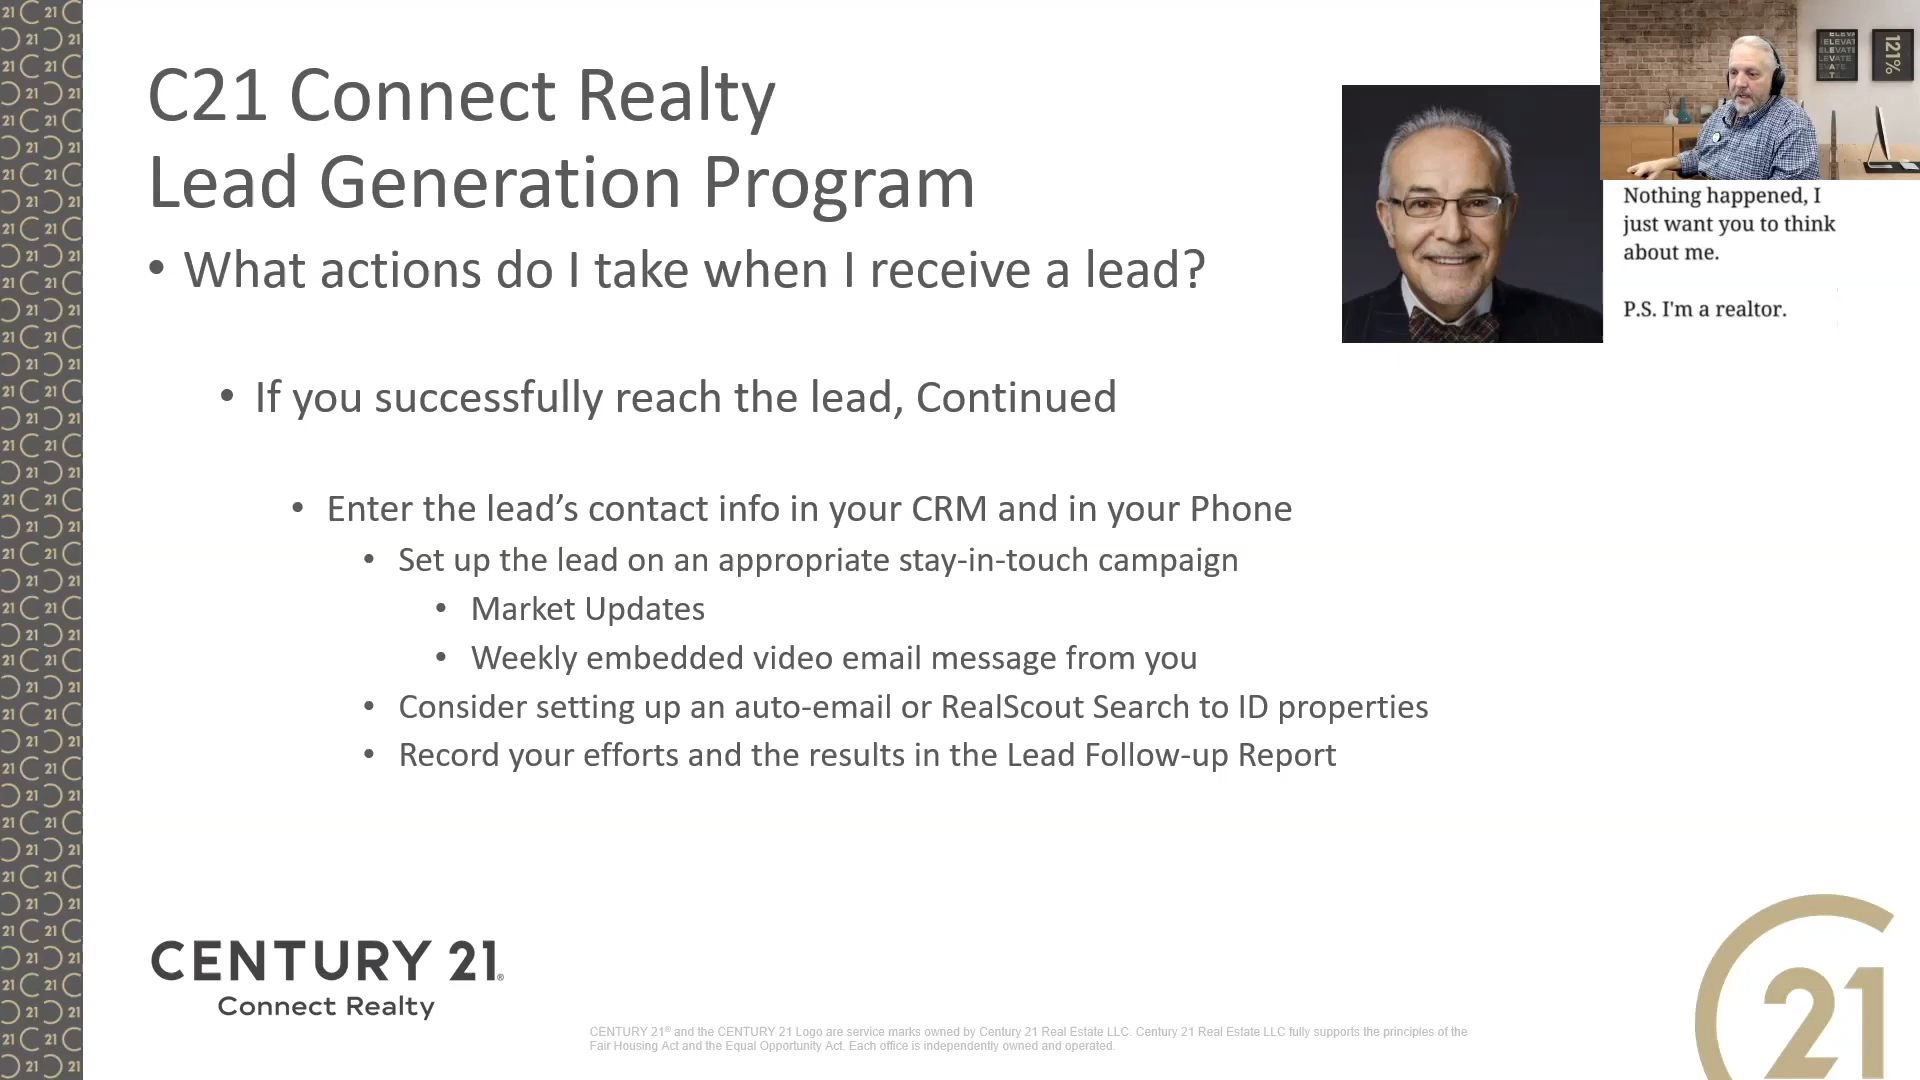 C21 Connect Realty
Lead Generation Program
• What actions do I take when I receive a lead?
• If you successfully reach the lead, Continued
• Enter the lead’s contact info in your CRM and in your Phone
• Set up the lead on an appropriate stay-in-touch campaign
• Market Updates
• Weekly embedded video email message from you
• Consider setting up an auto-email or RealScout Search to ID properties
• Record your efforts and the results in the Lead Follow-up Report
Nothing happened, I
just want you to think
about me.
P.S. I'm a realtor.
ELEVATE
121%
CENTURY 21®
Connect Realty
CENTURY 21® and the CENTURY 21 Logo are service marks owned by Century 21 Real Estate LLC. Century 21 Real Estate LLC fully supports the principles of the
Fair Housing Act and the Equal Opportunity Act. Each office is independently owned and operated.
C21